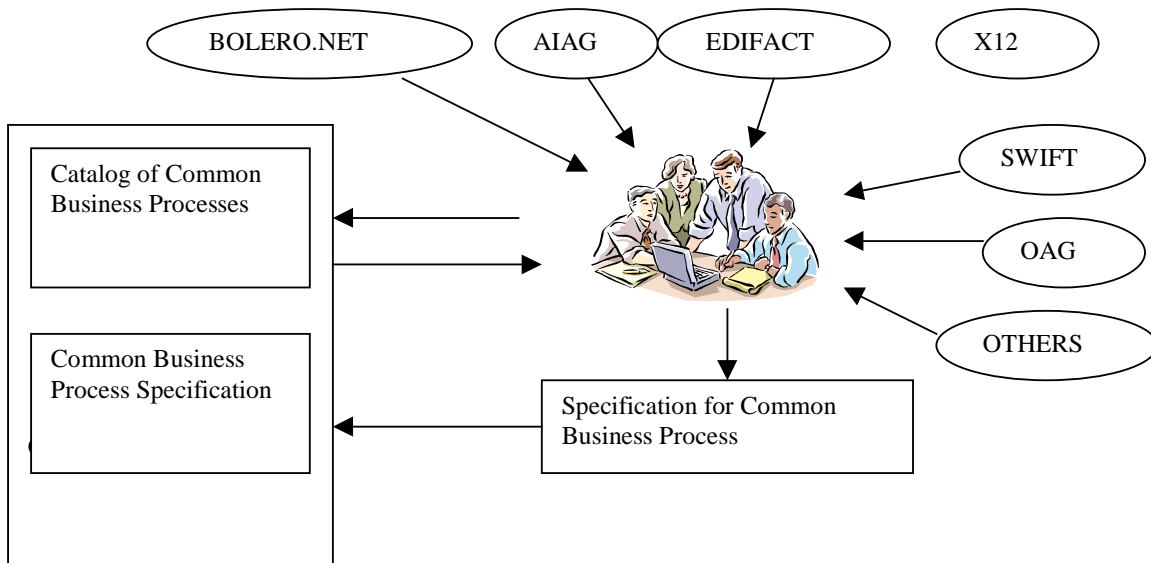 BOLERO.NET
AIAG
EDIFACT
X12
Catalog of Common
Business Processes
SWIFT
OAG
OTHERS
Common Business
Process Specification
Specification for Common
Business Process